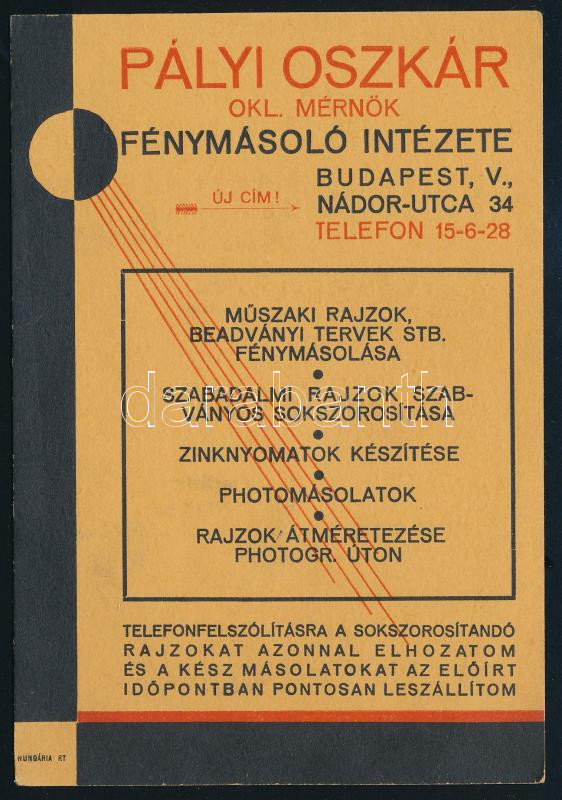 PÁLYI OSZKÁR
OKL. MÉRNÖK
FÉNYMÁSOLÓ INTÉZETE
BUDAPEST, V.,
ÚJ CÍM!
NÁDOR-UTCA 34
TELEFON 15-6-28
MŰSZAKI RAJZOK,
BEADVÁNYI TERVEK STB.
FÉNYMÁSOLÁSA
SZABADALMI RAJZOK SZAB-
VÁNYOS SOKSZOROSÍTÁSA
darabanth
ZINKNYOMATOK KÉSZÍTÉSE
PHOTOMÁSOLATOK
RAJZOK ÁTMÉRETEZÉSE
PHOTOGR. ÚTON
TELEFONFELSZÓLÍTÁSRA A SOKSZOROSÍTANDÓ
RAJZOKAT AZONNAL ELHOZATOM
ÉS A KÉSZ MÁSOLATOKAT AZ ELŐÍRT
IDŐPONTBAN PONTOSAN LESZÁLLÍTOM
HUNGÁRIA RT